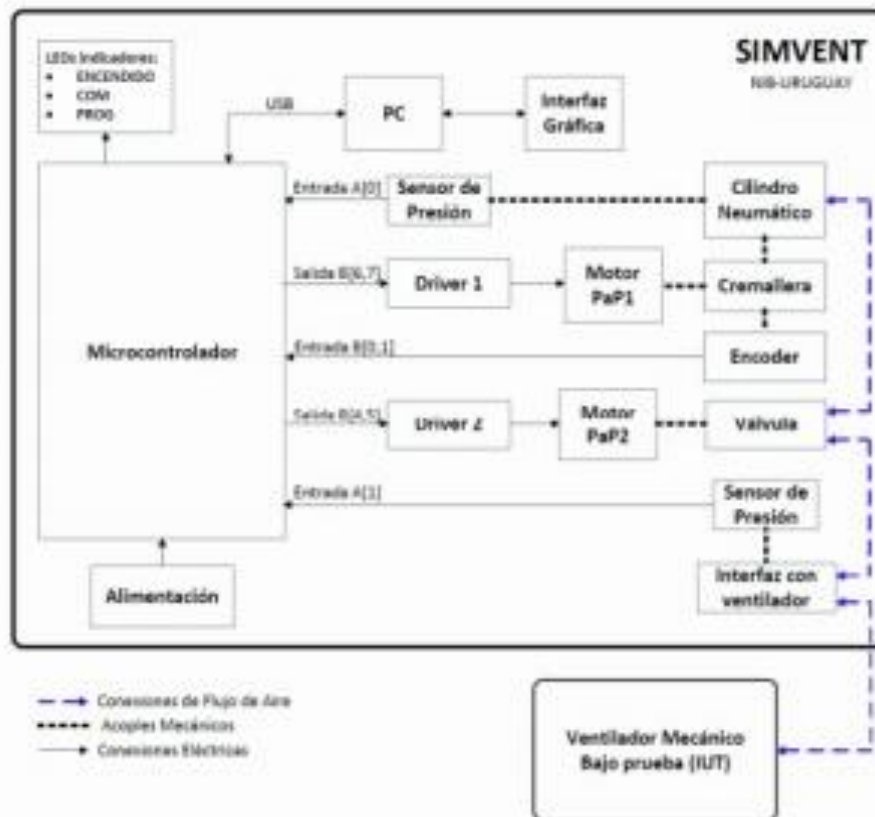 LEDs Indicadores:
• ENCENDIDO
• COM
• PROG
SIMVENT
NIB-URUGUAY
USB
PC
Interfaz
Gráfica
Entrada A[0]
Sensor de
Presión
Cilindro
Neumático
Salida B[6,7]
Driver 1
Motor
PaP1
Cremallera
Microcontrolador
Entrada B[0,1]
Encoder
Salida B[4,5]
Driver 2
Motor
PaP2
Válvula
Entrada A[1]
Sensor de
Presión
Alimentación
Interfaz con
ventilador
Conexiones de Flujo de Aire
Acoples Mecánicos
Conexiones Eléctricas
Ventilador Mecánico
Bajo prueba (IUT)